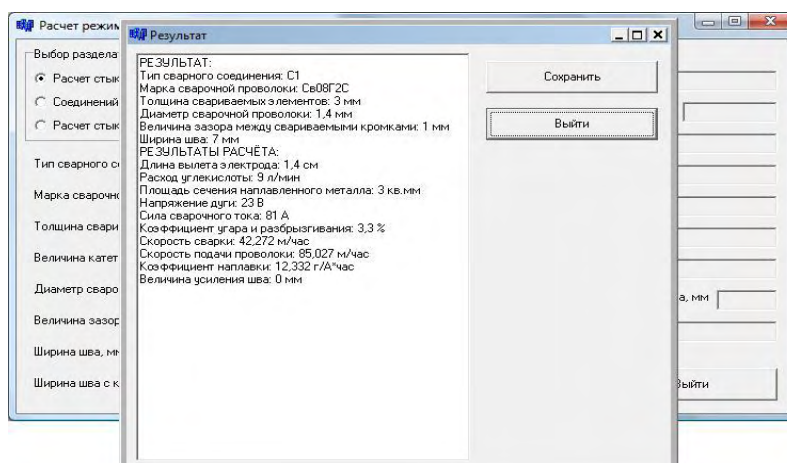 Расчет режим
Результат
Выбор раздела
Расчет стык
Соединений
Расчет стык
Тип сварного
Марка
Толщина свари
Величина катет
Диаметр сваро
Величина зазор
Ширина шва,
Ширина шва с к
РЕЗУЛЬТАТ:
Тип сварного соединения: С1
Марка сварочной проволоки: Св08Г2С
Толщина свариваемых элементов: 3 мм
Диаметр сварочной проволоки: 1,4 мм
Величина зазора между свариваемыми кромками: 1 мм
Ширина шва: 7 мм
РЕЗУЛЬТАТЫ РАСЧЁТА:
Длина вылета электрода: 1,4 см
Расход углекислоты: 9 л/мин
Площадь сечения наплавленного металла: 3 кв.мм
Напряжение дуги: 23 В
Сила сварочного тока: 81 А
Коэффициент угара и разбрызгивания: 3,3 %
Скорость сварки: 42,272 м/час
Скорость подачи проволоки: 85,027 м/час
Коэффициент наплавки: 12,332 г/А*час
Величина усиления шва: 0 мм
Сохранить
Выйти
а, мм
Выйти